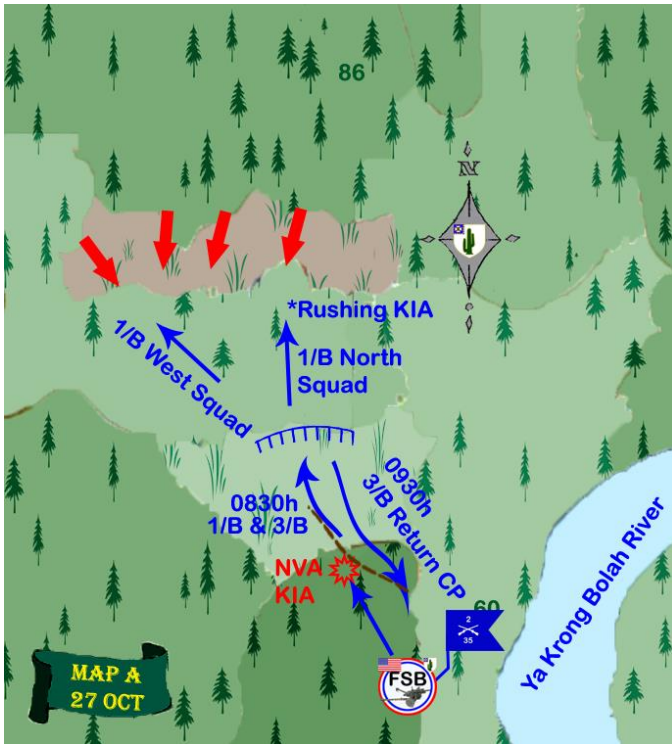 86
N
*Rushing KIA
1/B West Squad
1/B North
Squad
0830h
1/B & 3/B
0930h
3/B Return CP
NVA
KIA
60
2
35
FSB
Ya Krong Bolah River
MAP A
27 OCT